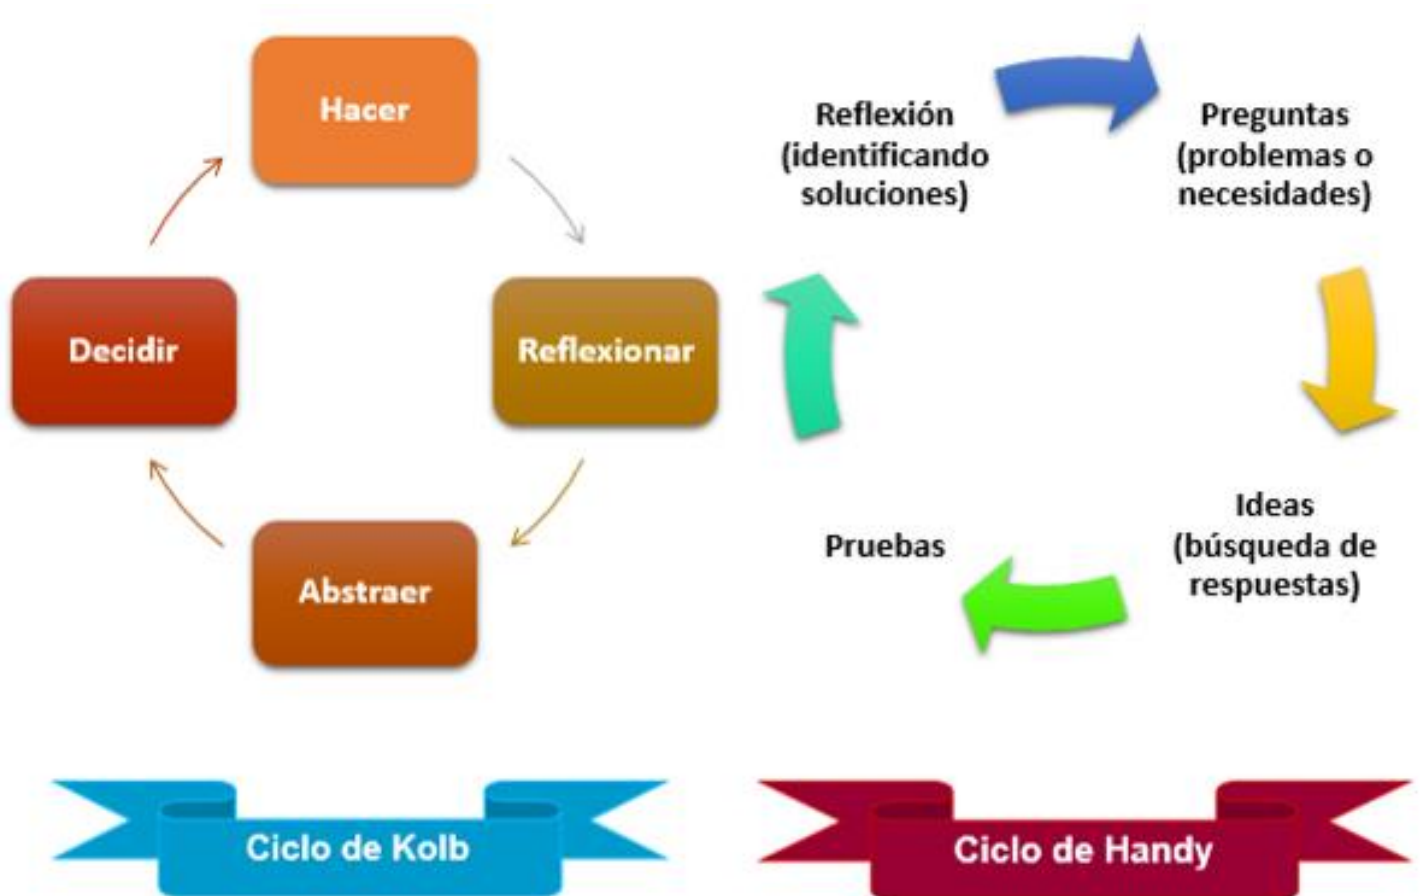 Hacer
Reflexionar
Abstraer
Decidir
Ciclo de Kolb
Reflexión
(identificando
soluciones)
Preguntas
(problemas o
necesidades)
Ideas
(búsqueda de
respuestas)
Pruebas
Ciclo de Handy